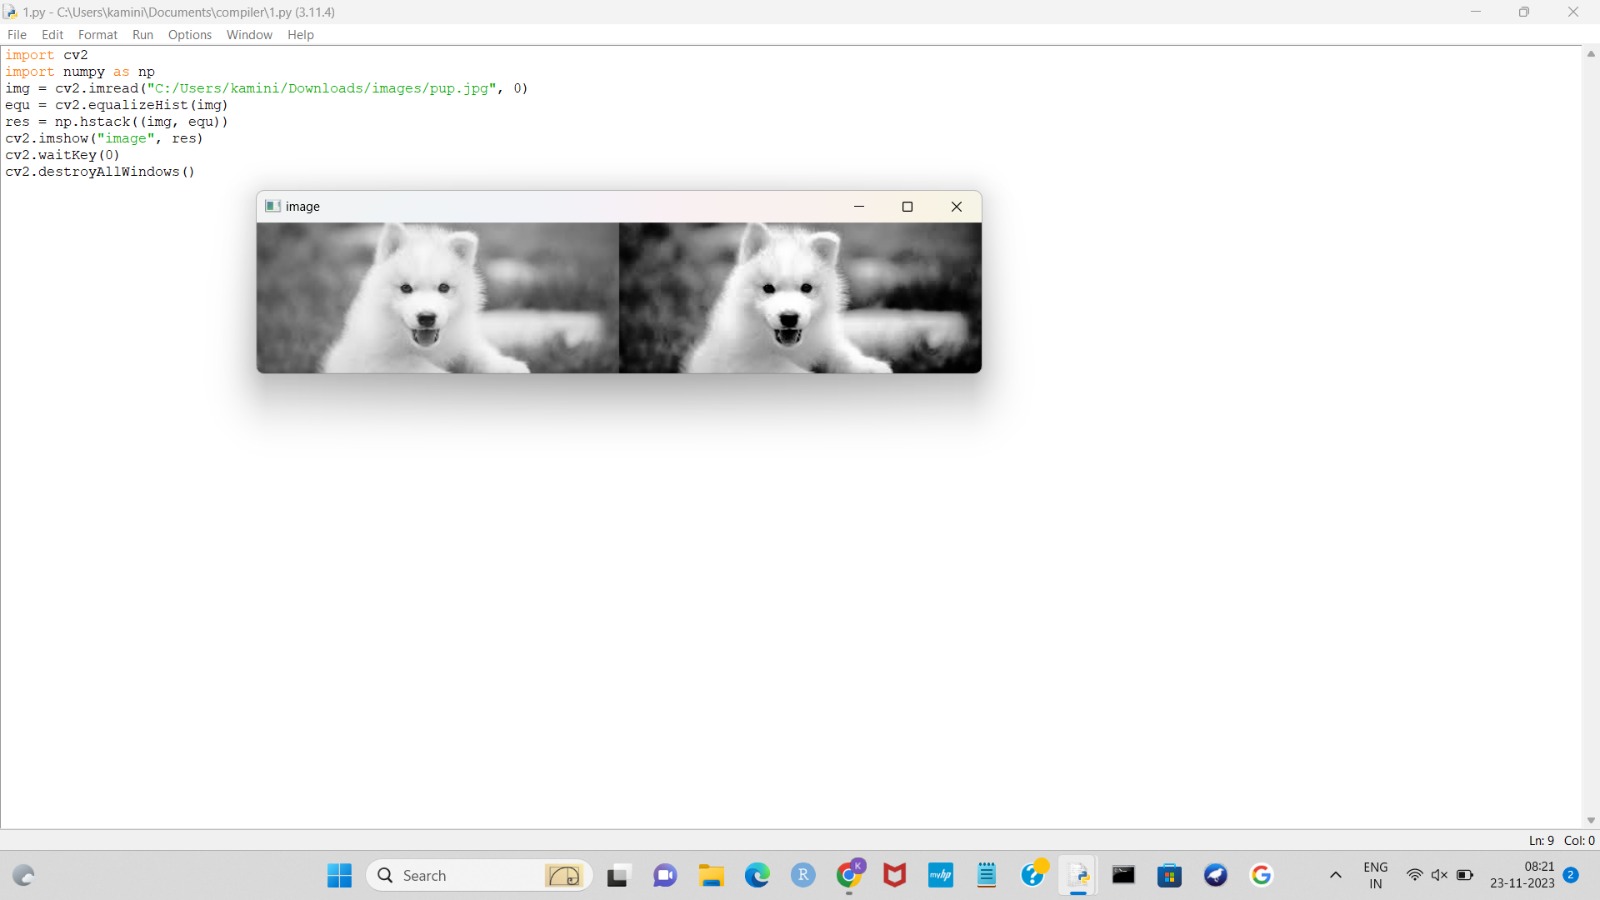 1.py - C:\Users\kamini\Documents\compiler\1.py (3.11.4)
File Edit Format Run Options Window Help
import cv2
import numpy as np
img = cv2.imread("C:/Users/kamini/Downloads/images/pup.jpg", 0)
equ = cv2.equalizeHist(img)
res = np.hstack((img, equ))
cv2.imshow("image", res)
cv2.waitKey(0)
cv2.destroyAllWindows()
image
Ln: 9 Col: 0
Search
R
K
myhp
?
G
ENG
IN
08:21
23-11-2023
2